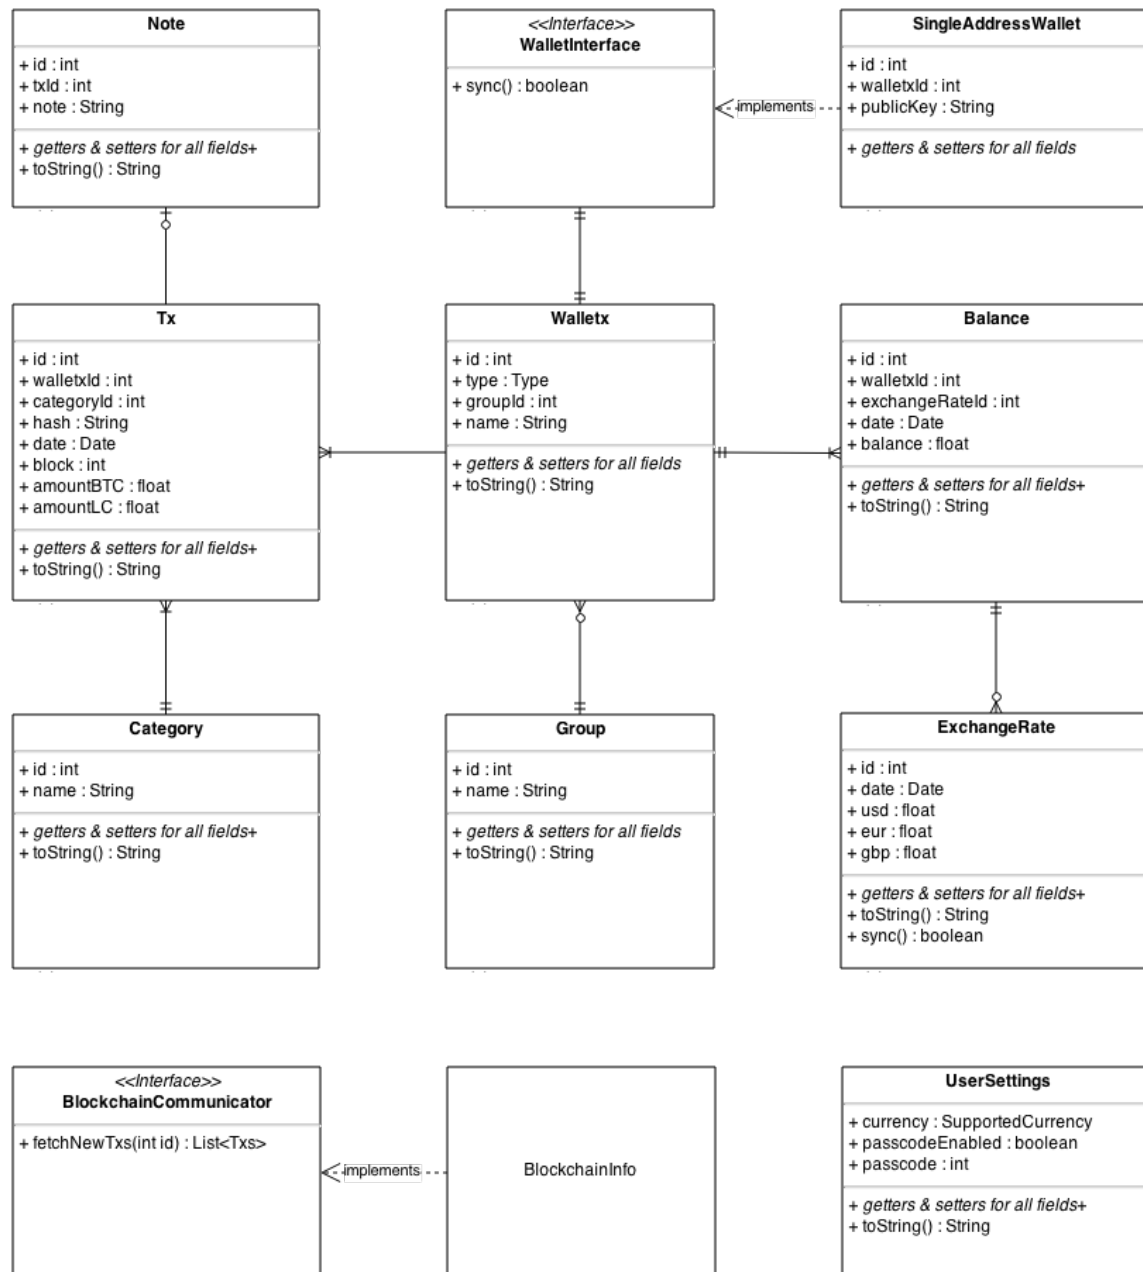 Note
+ id : int
+ txId : int
+ note : String
+ getters & setters for all fields+
+ toString() : String
<<Interface>>
WalletInterface
+ sync() : boolean
implements
SingleAddressWallet
+ id : int
+ walletxId : int
+ publicKey : String
+ getters & setters for all fields
Tx
+ id : int
+ walletxId : int
+ categoryId : int
+ hash : String
+ date : Date
+ block : int
+ amountBTC : float
+ amountLC : float
+ getters & setters for all fields+
+ toString() : String
Walletx
+ id : int
+ type : Type
+ groupId : int
+ name : String
+ getters & setters for all fields
+ toString() : String
Balance
+ id : int
+ walletxId : int
+ exchangeRateId : int
+ date : Date
+ balance : float
+ getters & setters for all fields+
+ toString() : String
Category
+ id : int
+ name : String
+ getters & setters for all fields+
+ toString() : String
Group
+ id : int
+ name : String
+ getters & setters for all fields
+ toString() : String
ExchangeRate
+ id : int
+ date : Date
+ usd : float
+ eur : float
+ gbp : float
+ getters & setters for all fields+
+ toString() : String
+ sync() : boolean
<<Interface>>
BlockchainCommunicator
+ fetchNewTxs(int id) : List<Txs>
implements
BlockchainInfo
UserSettings
+ currency : SupportedCurrency
+ passcodeEnabled : boolean
+ passcode : int
+ getters & setters for all fields+
+ toString() : String